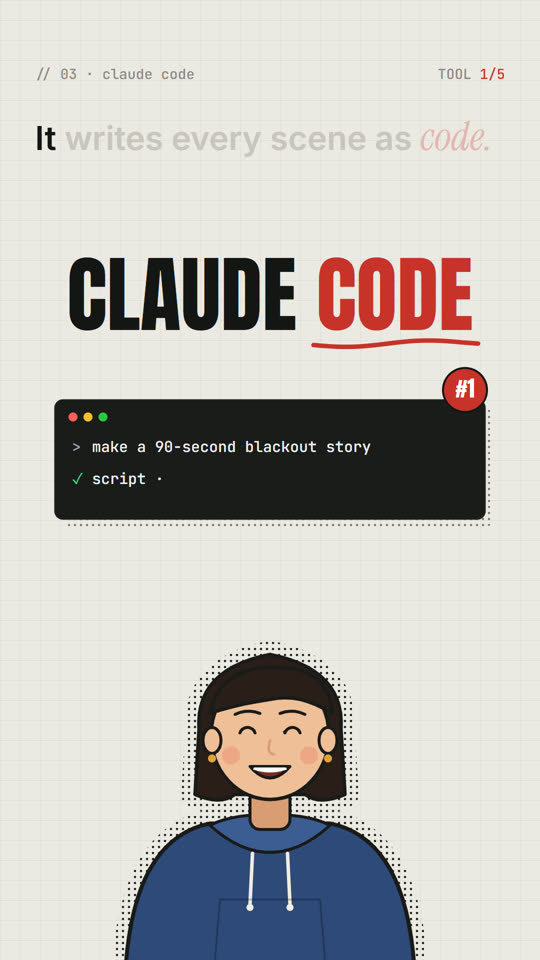 // 03 · claude code
TOOL 1/5
It writes every scene as code.
CLAUDE CODE
#1
> make a 90-second blackout story
✓ script ·